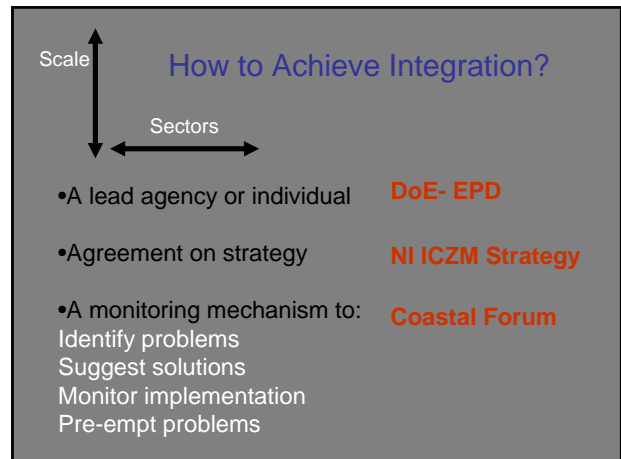 Scale
How to Achieve Integration?
Sectors
•A lead agency or individual
DoE- EPD
•Agreement on strategy
NI ICZM Strategy
•A monitoring mechanism to:
Coastal Forum
Identify problems
Suggest solutions
Monitor implementation
Pre-empt problems